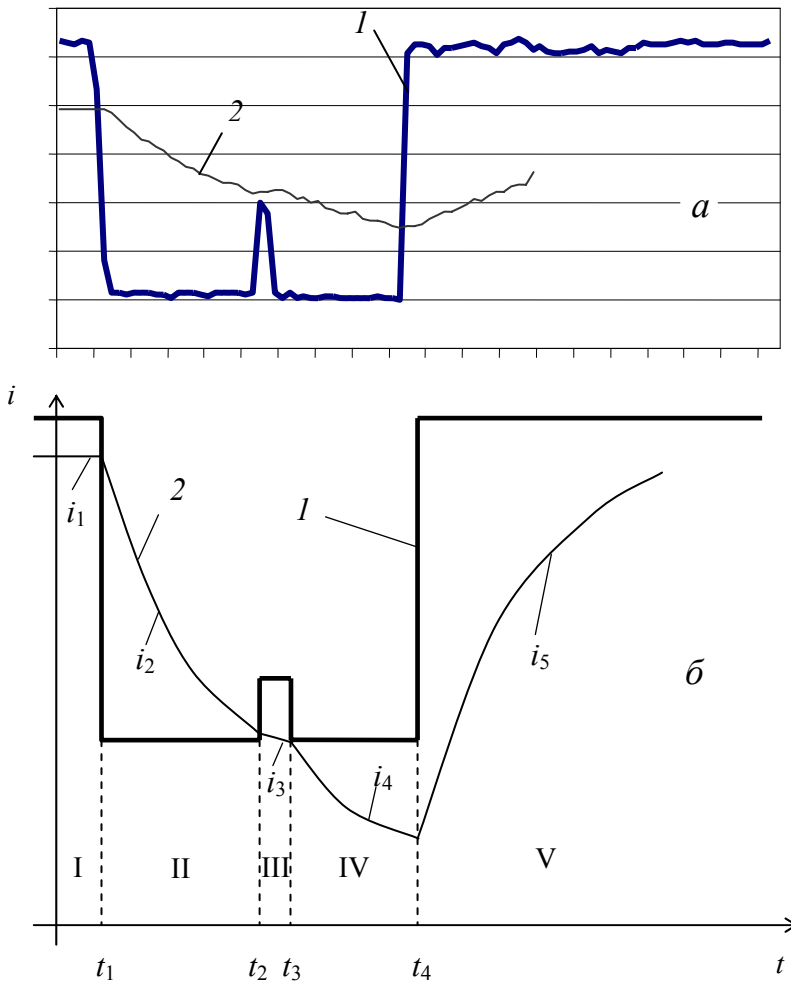 1
2
а
i
2
1
i₁
i₂
i₅
б
i₃
i₄
I
II
III
IV
V
t₁
t₂
t₃
t₄
t